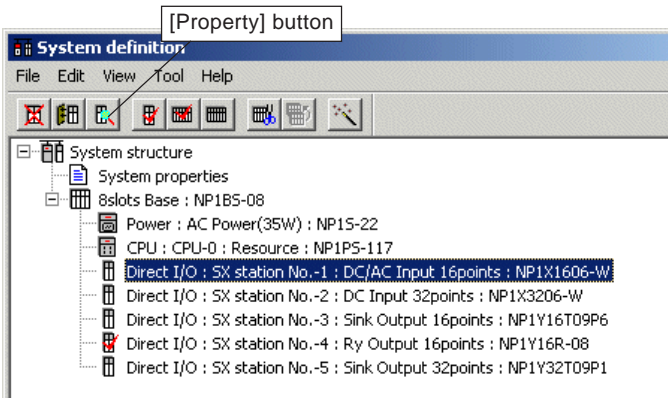 [Property] button
System definition
File Edit View Tool Help
System structure
System properties
8slots Base : NP1BS-08
Power : AC Power(35W) : NP1S-22
CPU : CPU-0 : Resource : NP1PS-117
Direct I/O : SX station No.-1 : DC/AC Input 16points : NP1X1606-W
Direct I/O : SX station No.-2 : DC Input 32points : NP1X3206-W
Direct I/O : SX station No.-3 : Sink Output 16points : NP1Y16T09P6
Direct I/O : SX station No.-4 : Ry Output 16points : NP1Y16R-08
Direct I/O : SX station No.-5 : Sink Output 32points : NP1Y32T09P1